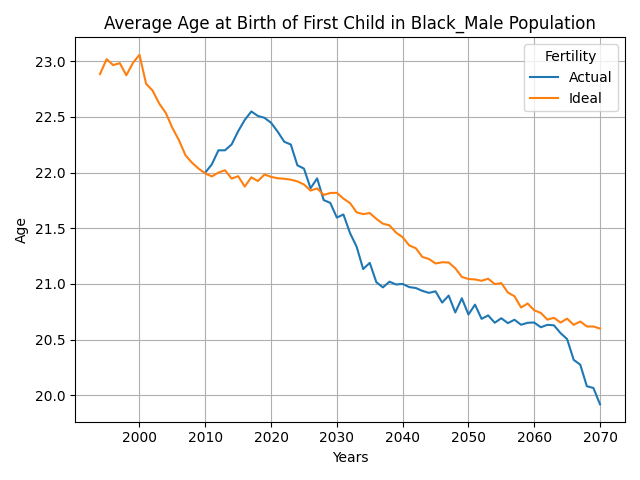 Average Age at Birth of First Child in Black_Male Population
Fertility
Actual
Ideal
Age
23.0
22.5
22.0
21.5
21.0
20.5
20.0
2000 2010 2020 2030 2040 2050 2060 2070
Years